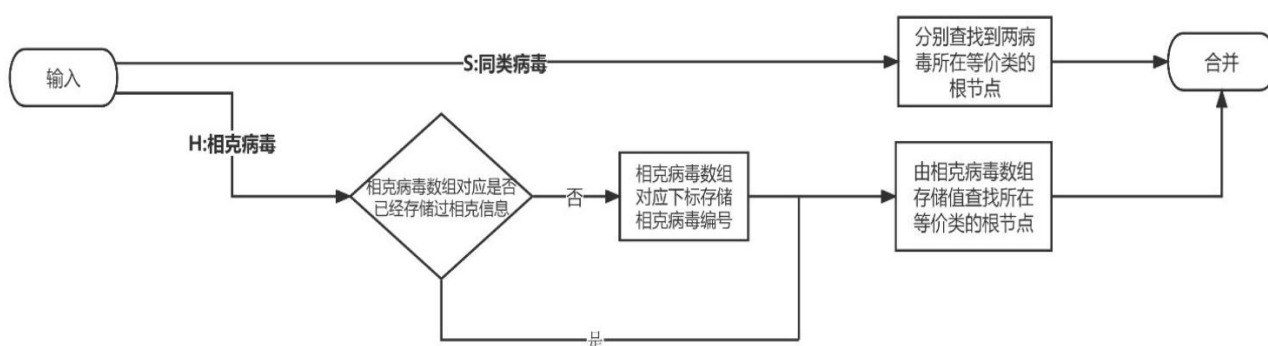 输入
S:同类病毒
分别查找到两病
毒所在等价类的
根节点
合并
H:相克病毒
相克病毒数组对应是否
已经存储过相克信息
否
相克病毒数组
对应下标存储
相克病毒编号
由相克病毒数组
存储值查找所在
等价类的根节点